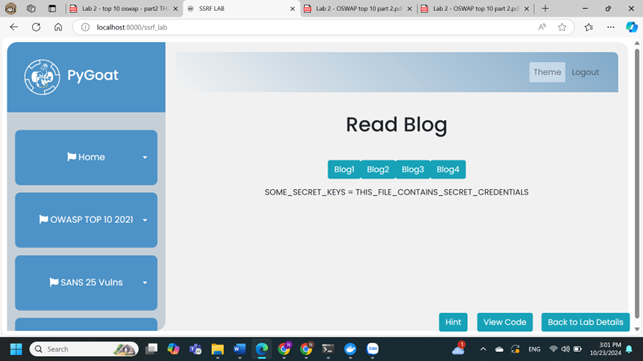 Lab 2 - top 10 oswap - part2 THO
SSRF LAB
Lab 2 - OSWAP top 10 part 2.pdf
Lab 2 - OSWAP top 10 part 2.pdf
localhost:8000/ssrf_lab
PyGoat
Theme
Logout
Read Blog
Home
Blog1
Blog2
Blog3
Blog4
SOME_SECRET_KEYS = THIS_FILE_CONTAINS_SECRET_CREDENTIALS
OWASP TOP 10 2021
SANS 25 Vulns
Hint
View Code
Back to Lab Details
Search
ENG
3:01 PM
10/23/2024